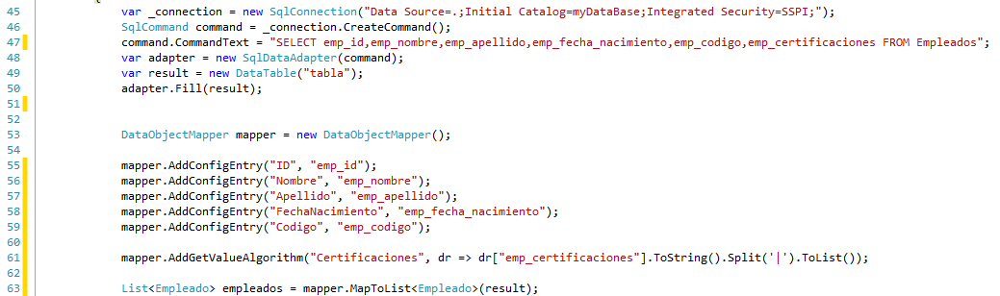 45 var _connection = new SqlConnection("Data Source=.;Initial Catalog=myDataBase;Integrated Security=SSPI;");
46 SqlCommand command = _connection.CreateCommand();
47 command.CommandText = "SELECT emp_id,emp_nombre,emp_apellido,emp_fecha_nacimiento,emp_codigo,emp_certificaciones FROM Empleados";
48 var adapter = new SqlDataAdapter(command);
49 var result = new DataTable("tabla");
50 adapter.Fill(result);
51
52
53 DataObjectMapper mapper = new DataObjectMapper();
54
55 mapper.AddConfigEntry("ID", "emp_id");
56 mapper.AddConfigEntry("Nombre", "emp_nombre");
57 mapper.AddConfigEntry("Apellido", "emp_apellido");
58 mapper.AddConfigEntry("FechaNacimiento", "emp_fecha_nacimiento");
59 mapper.AddConfigEntry("Codigo", "emp_codigo");
60
61 mapper.AddGetValueAlgorithm("Certificaciones", dr => dr["emp_certificaciones"].ToString().Split('|').ToList());
62
63 List<Empleado> empleados = mapper.MapToList<Empleado>(result);